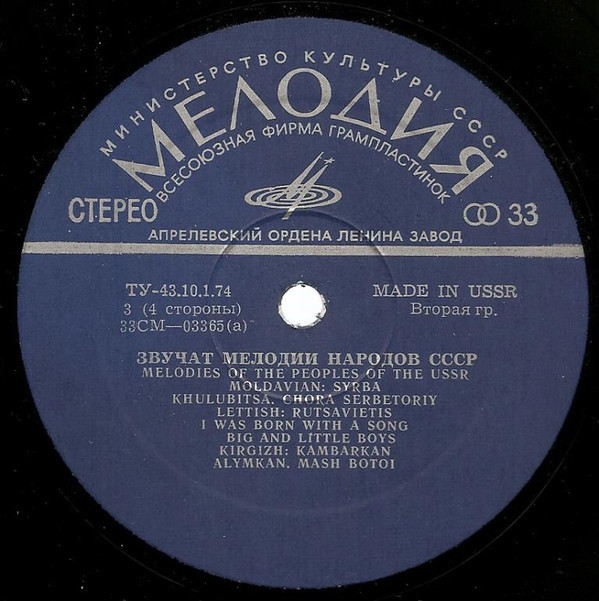 МИНИСТЕРСТВО КУЛЬТУРЫ СССР
МЕЛОДИЯ
ВСЕСОЮЗНАЯ ФИРМА ГРАМПЛАСТИНОК
СТЕРЕО
33
АПРЕЛЕВСКИЙ ОРДЕНА ЛЕНИНА ЗАВОД
ТУ-43.10.1.74
MADE IN USSR
3 (4 стороны)
Вторая гр.
33СМ—03365(а)
ЗВУЧАТ МЕЛОДИИ НАРОДОВ СССР
MELODIES OF THE PEOPLES OF THE USSR
MOLDAVIAN: SYRBA
KHULUBITSA. CHORA SERBETORIY
LETTISH: RUTSAVIETIS
I WAS BORN WITH A SONG
BIG AND LITTLE BOYS
KIRGIZH: KAMBARKAN
ALYMKAN. MASH BOTOI